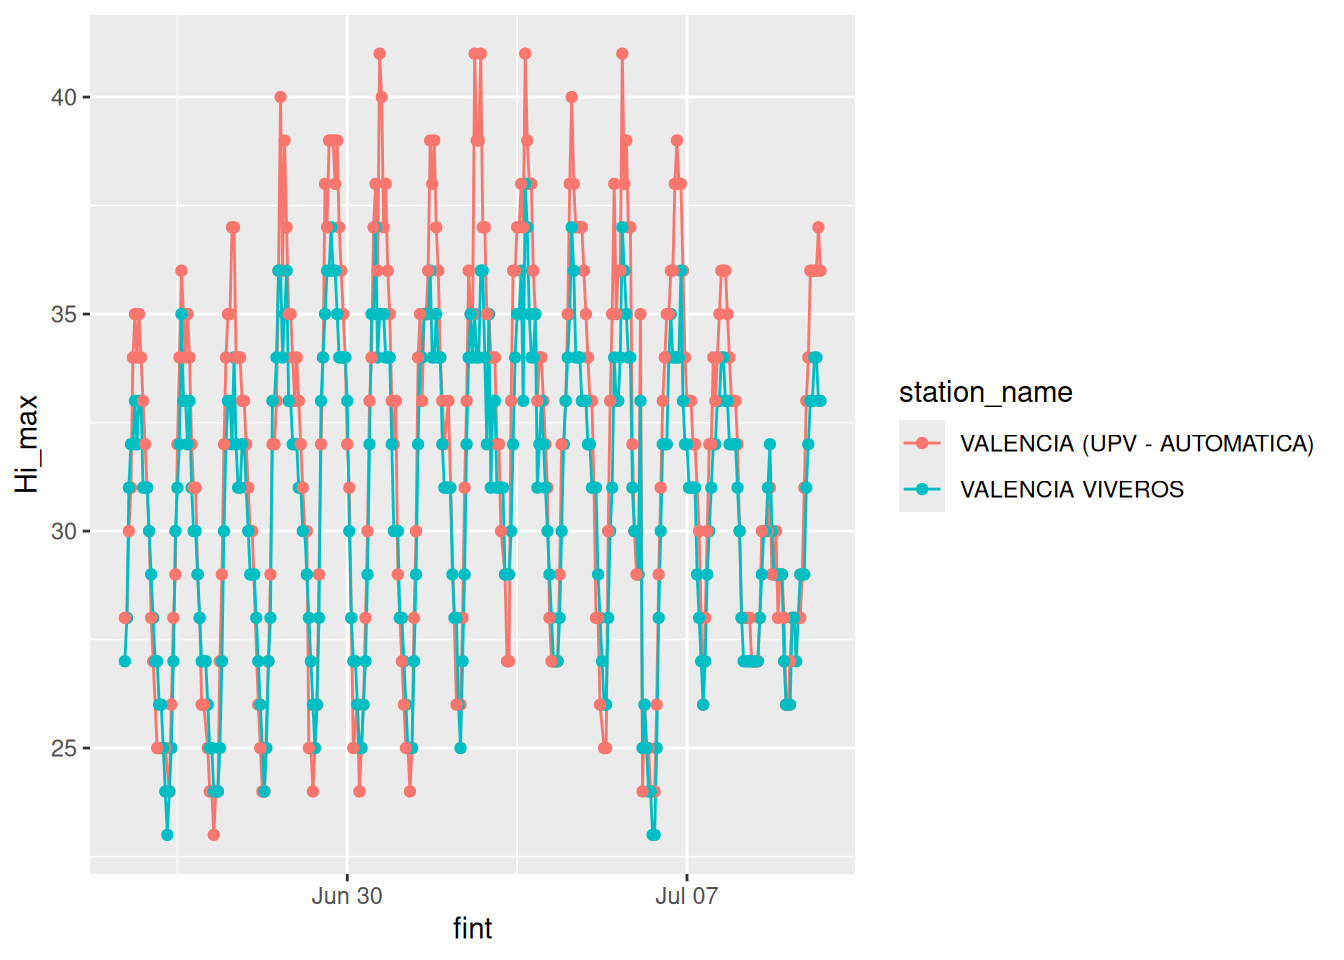 40
35
30
25
Hi_max
Jun 30
Jul 07
fint
station_name
VALENCIA (UPV - AUTOMATICA)
VALENCIA VIVEROS